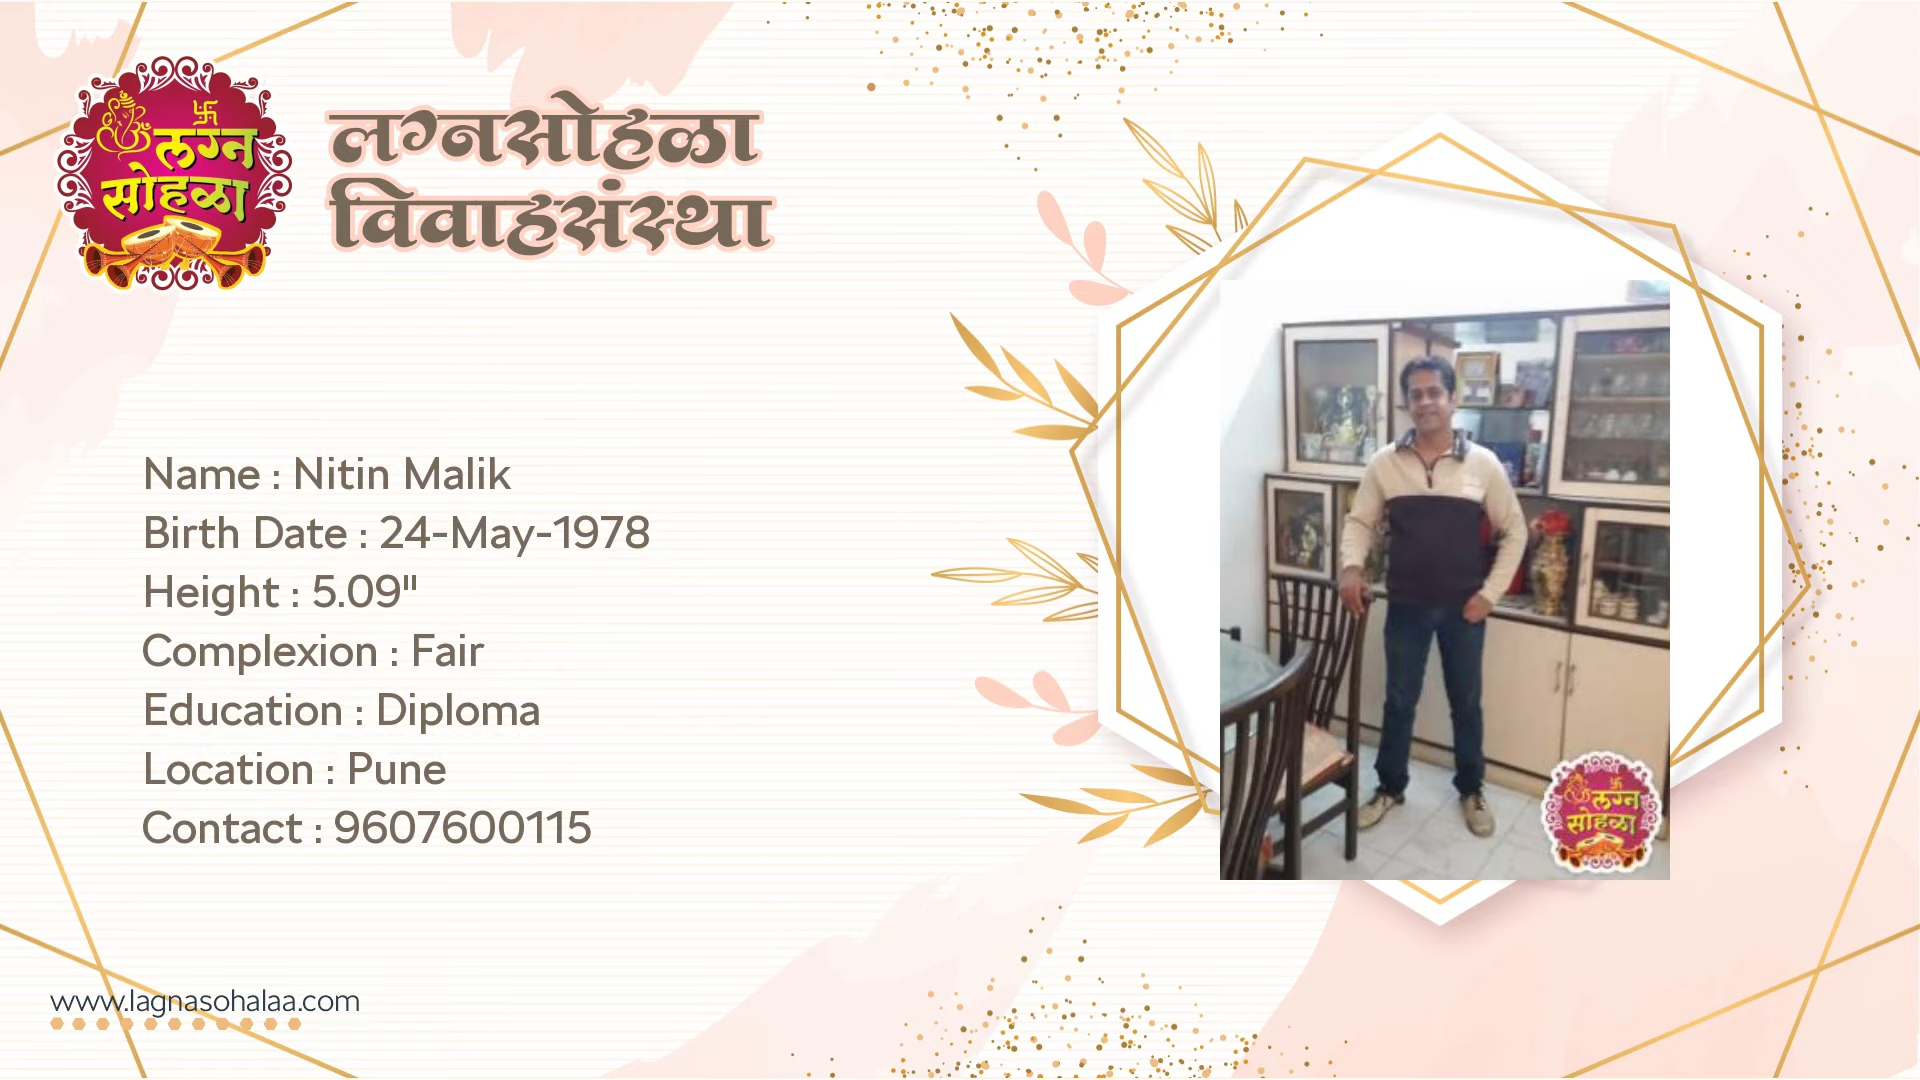 लग्न
सोहळा
लग्नसोहळा
विवाहसंस्था
Name : Nitin Malik
Birth Date : 24-May-1978
Height : 5.09"
Complexion : Fair
Education : Diploma
Location : Pune
Contact : 9607600115
लग्न
सोहळा
www.lagnasohalaa.com